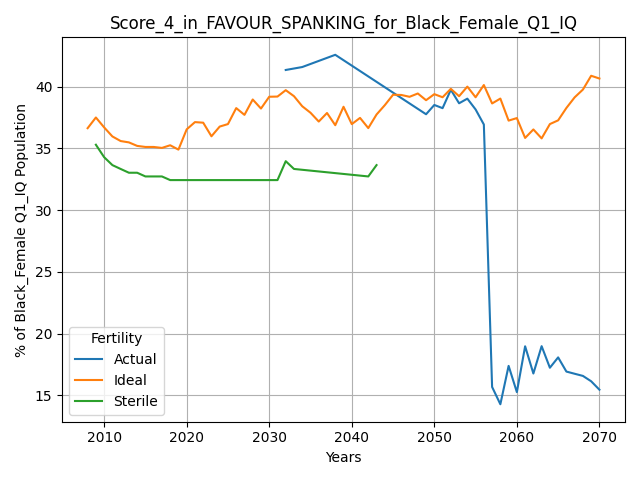 Score_4_in_FAVOUR_SPANKING_for_Black_Female_Q1_IQ
% of Black_Female Q1_IQ Population
40
35
30
25
20
15
Fertility
Actual
Ideal
Sterile
2010 2020 2030 2040 2050 2060 2070
Years